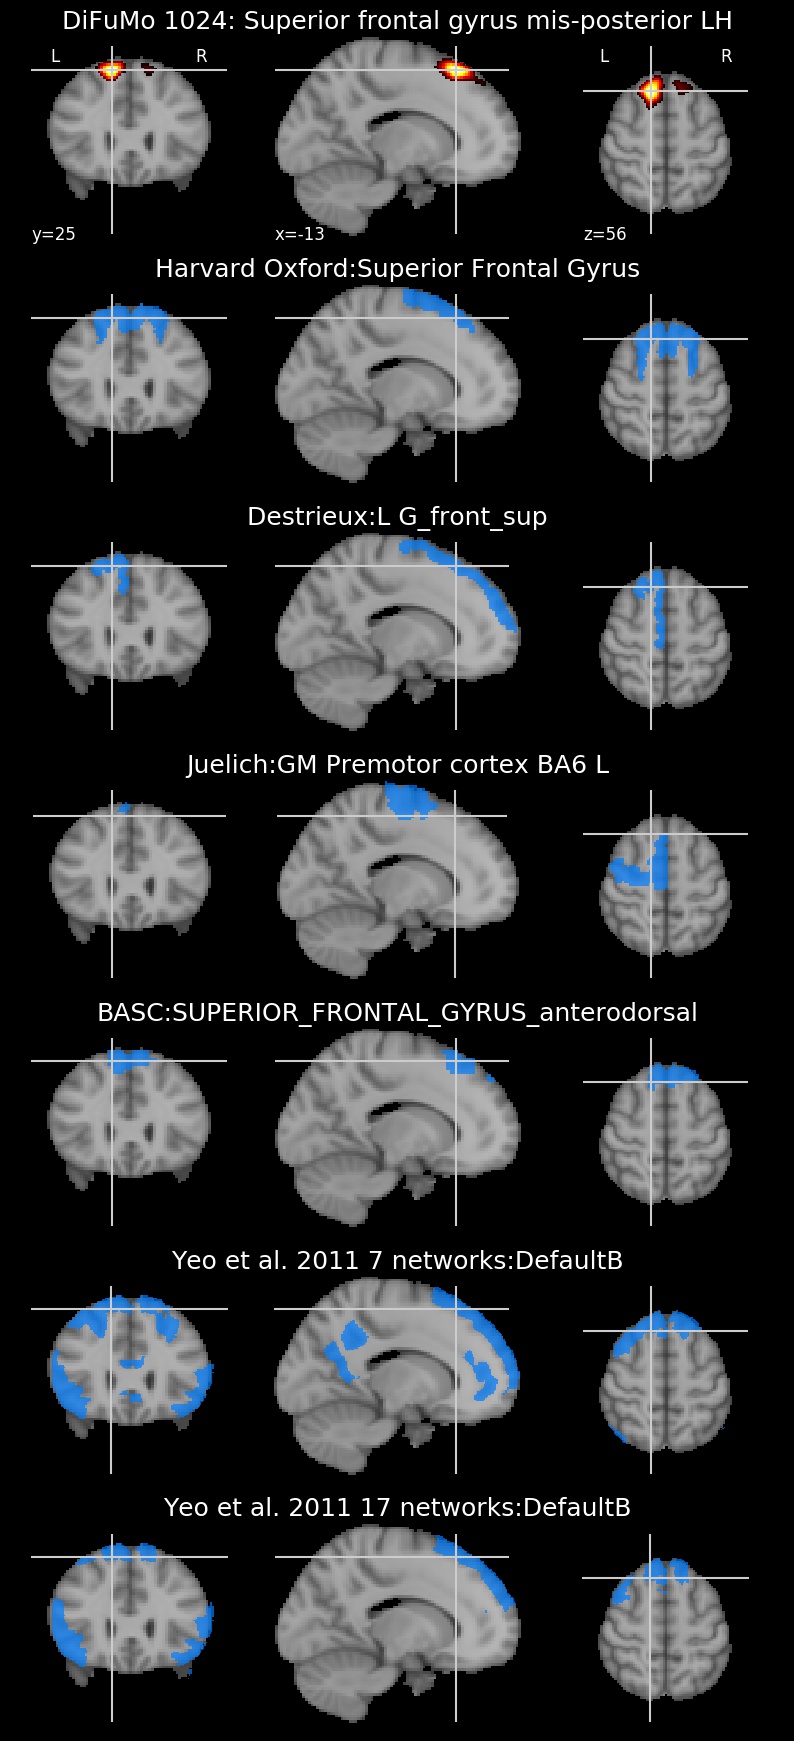 DiFuMo 1024: Superior frontal gyrus mis-posterior LH
L R L R
y=25 x=-13 z=56
Harvard Oxford:Superior Frontal Gyrus
Destrieux:L G_front_sup
Juelich:GM Premotor cortex BA6 L
BASC:SUPERIOR_FRONTAL_GYRUS_anterodorsal
Yeo et al. 2011 7 networks:DefaultB
Yeo et al. 2011 17 networks:DefaultB